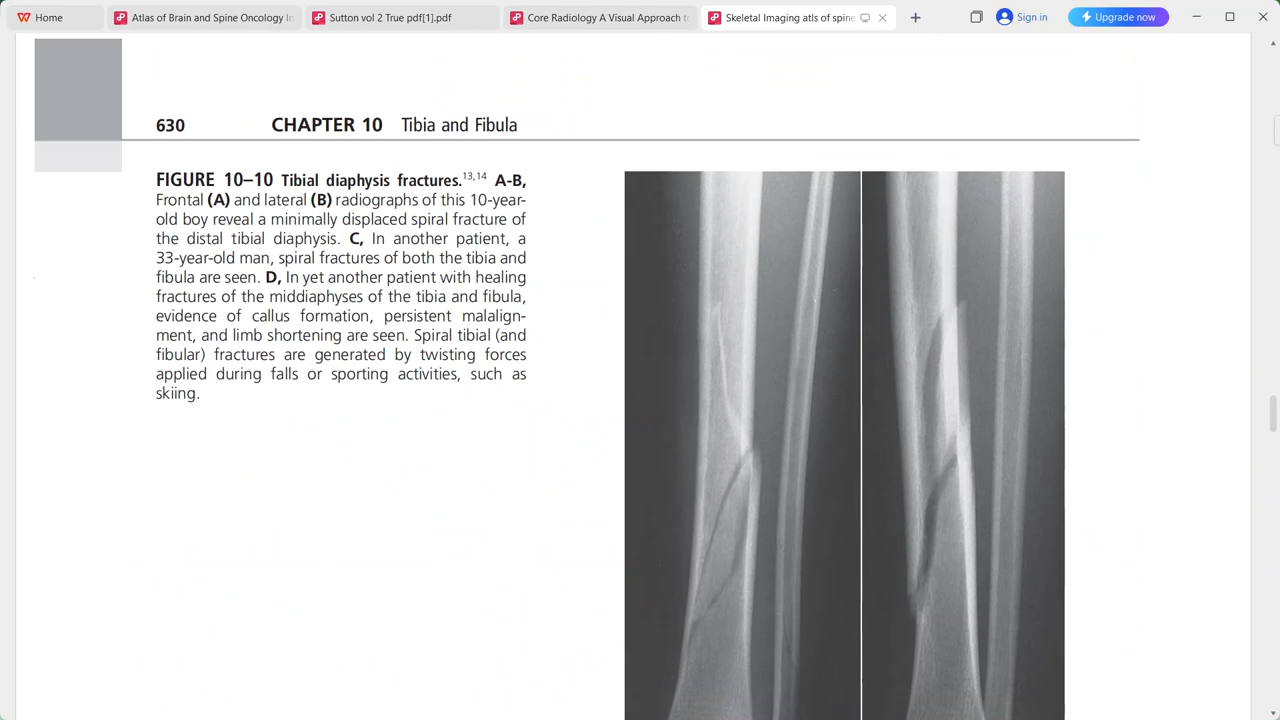 Home
Atlas of Brain and Spine Oncology I
Sutton vol 2 True pdf[1].pdf
Core Radiology A Visual Approach to
Skeletal Imaging atls of spine
Sign in
Upgrade now
630 CHAPTER 10 Tibia and Fibula
FIGURE 10–10 Tibial diaphysis fractures.13,14 A-B,
Frontal (A) and lateral (B) radiographs of this 10-year-
old boy reveal a minimally displaced spiral fracture of
the distal tibial diaphysis. C, In another patient, a
33-year-old man, spiral fractures of both the tibia and
fibula are seen. D, In yet another patient with healing
fractures of the middiaphyses of the tibia and fibula,
evidence of callus formation, persistent malalign-
ment, and limb shortening are seen. Spiral tibial (and
fibular) fractures are generated by twisting forces
applied during falls or sporting activities, such as
skiing.